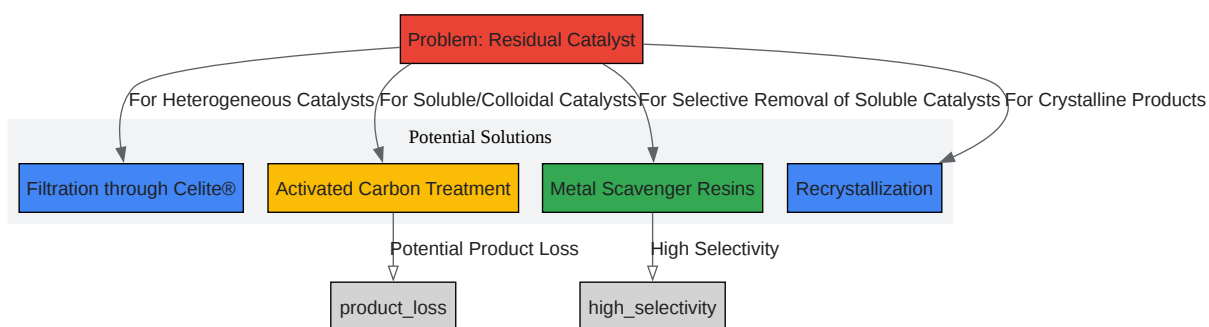 Problem: Residual Catalyst
For Heterogeneous Catalysts
For Soluble/Colloidal Catalysts
For Selective Removal of Soluble Catalysts
For Crystalline Products
Potential Solutions
Filtration through Celite®
Activated Carbon Treatment
Metal Scavenger Resins
Recrystallization
Potential Product Loss
High Selectivity
product_loss
high_selectivity